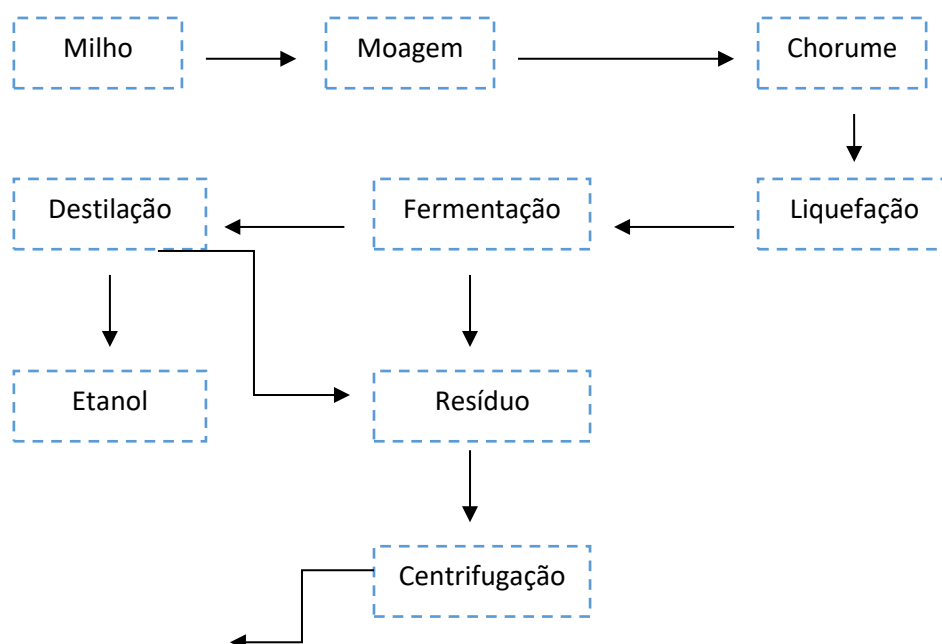 Milho
Moagem
Chorume
Destilação
Fermentação
Liquefação
Etanol
Resíduo
Centrifugação